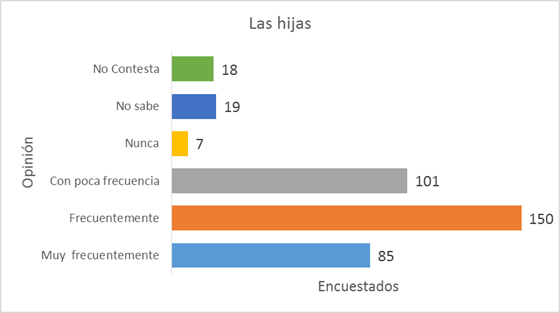 Las hijas
Opinión
No Contesta 18
No sabe 19
Nunca 7
Con poca frecuencia 101
Frecuentemente 150
Muy frecuentemente 85
Encuestados